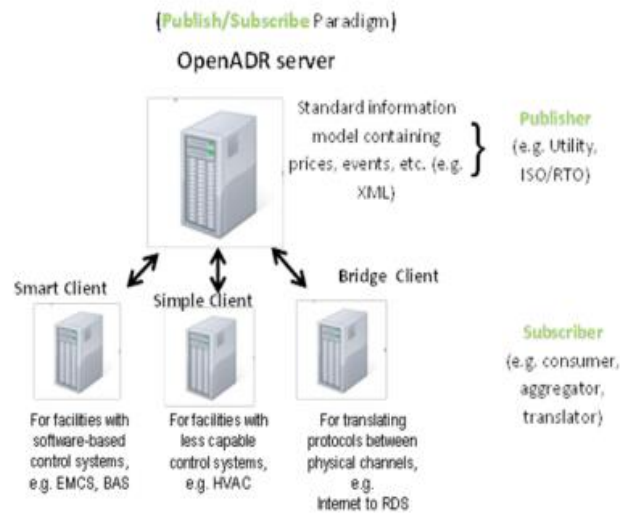 (Publish/Subscribe Paradigm)
OpenADR server
Standard information
model containing
prices, events, etc. (e.g.
XML)
Publisher
(e.g. Utility,
ISO/RTO)
Smart Client
Simple Client
Bridge Client
For facilities with
software-based
control systems,
e.g. EMCS, BAS
For facilities with
less capable
control systems,
e.g. HVAC
For translating
protocols between
physical channels,
e.g.
Internet to RDS
Subscriber
(e.g. consumer,
aggregator,
translator)